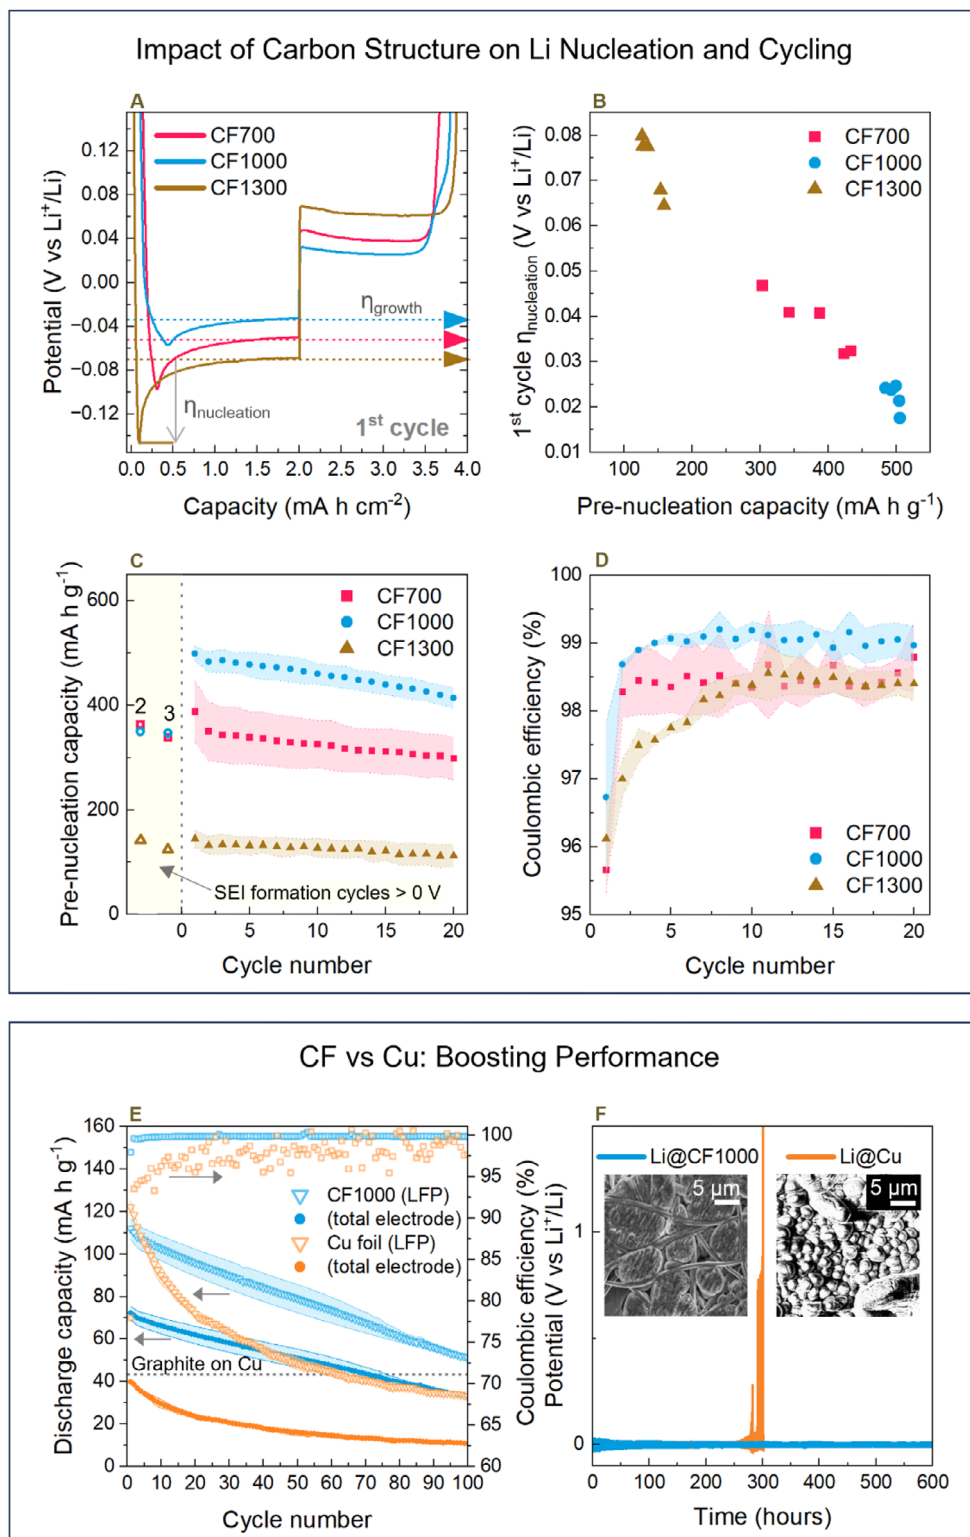 Impact of Carbon Structure on Li Nucleation and Cycling
A
CF700
CF1000
CF1300
0.12
0.08
0.04
0.00
−0.04
−0.08
−0.12
Potential (V vs Li⁺/Li)
η growth
η nucleation
1st cycle
0.0 0.5 1.0 1.5 2.0 2.5 3.0 3.5 4.0
Capacity (mA h cm⁻²)
B
CF700
CF1000
CF1300
0.08
0.07
0.06
0.05
0.04
0.03
0.02
0.01
1st cycle η nucleation (V vs Li⁺/Li)
100 200 300 400 500
Pre-nucleation capacity (mA h g⁻¹)
C
CF700
CF1000
CF1300
600
400
200
0
Pre-nucleation capacity (mA h g⁻¹)
2
3
SEI formation cycles > 0 V
0 5 10 15 20
Cycle number
D
100
99
98
97
96
95
Coulombic efficiency (%)
CF700
CF1000
CF1300
0 5 10 15 20
Cycle number
CF vs Cu: Boosting Performance
E
160
140
120
100
80
60
40
20
0
Discharge capacity (mA h g⁻¹)
CF1000 (LFP)
(total electrode)
Cu foil (LFP)
(total electrode)
Graphite on Cu
100
95
90
85
80
75
70
65
60
Coulombic efficiency (%)
0 10 20 30 40 50 60 70 80 90 100
Cycle number
F
Li@CF1000
Li@Cu
5 μm
5 μm
1
0
Potential (V vs Li⁺/Li)
0 100 200 300 400 500 600
Time (hours)